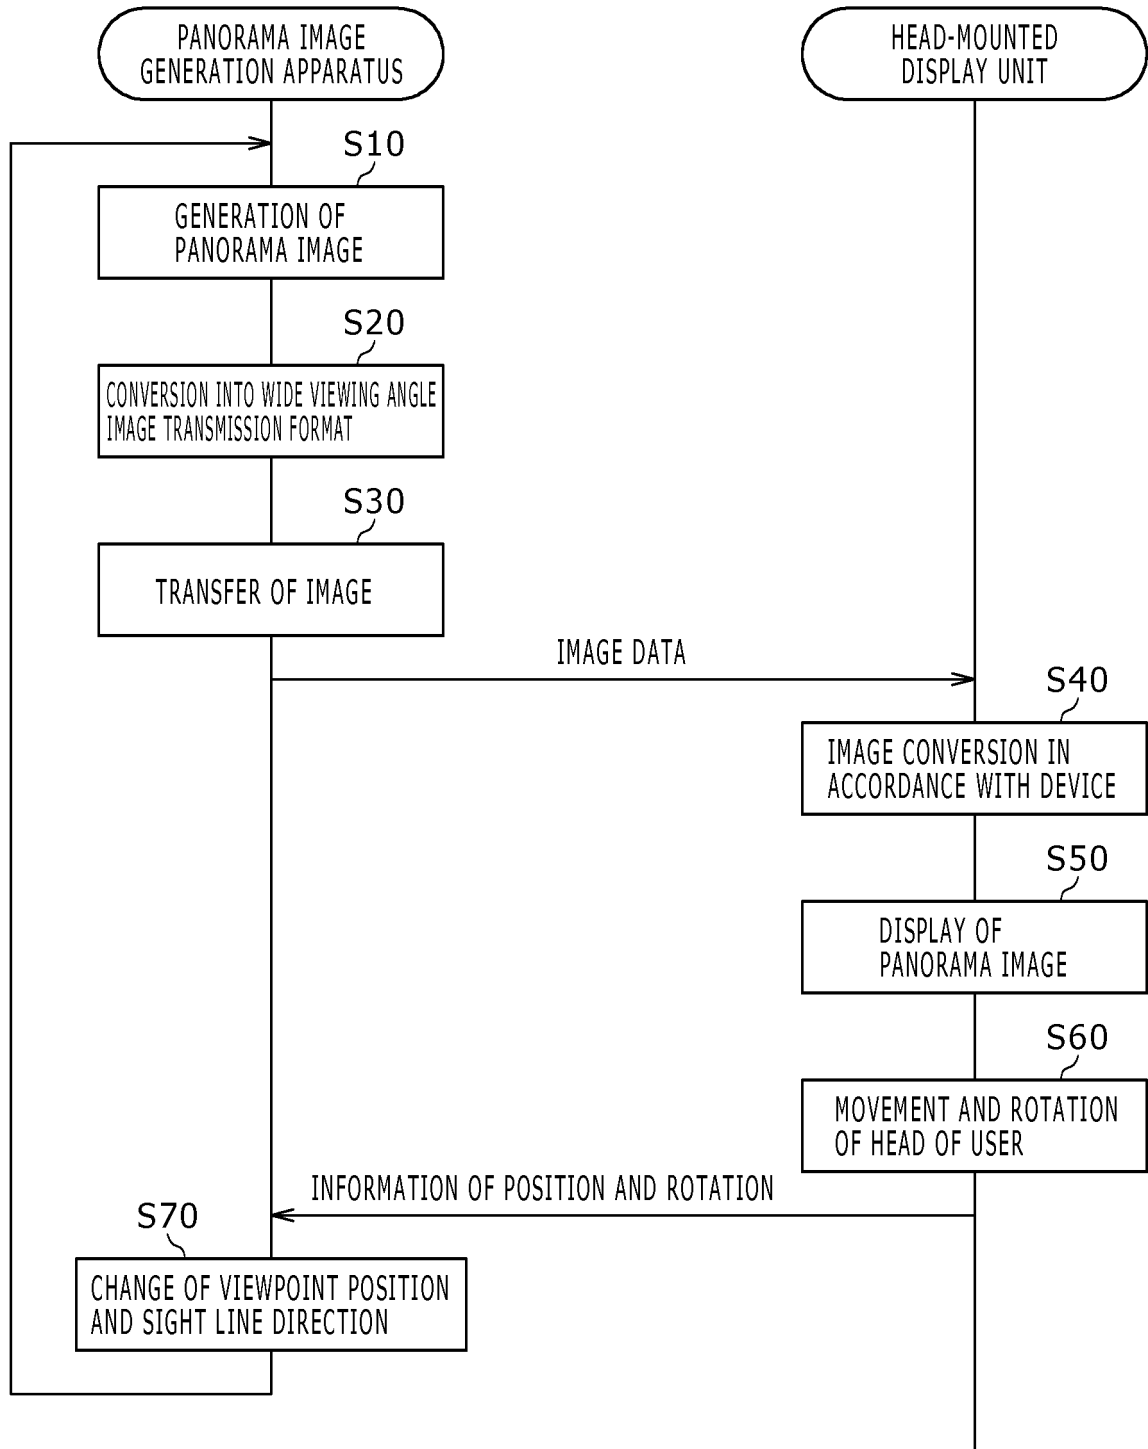 PANORAMA IMAGE
GENERATION APPARATUS
HEAD-MOUNTED
DISPLAY UNIT
S10
GENERATION OF
PANORAMA IMAGE
S20
CONVERSION INTO WIDE VIEWING ANGLE
IMAGE TRANSMISSION FORMAT
S30
TRANSFER OF IMAGE
IMAGE DATA
S40
IMAGE CONVERSION IN
ACCORDANCE WITH DEVICE
S50
DISPLAY OF
PANORAMA IMAGE
S60
MOVEMENT AND ROTATION
OF HEAD OF USER
INFORMATION OF POSITION AND ROTATION
S70
CHANGE OF VIEWPOINT POSITION
AND SIGHT LINE DIRECTION